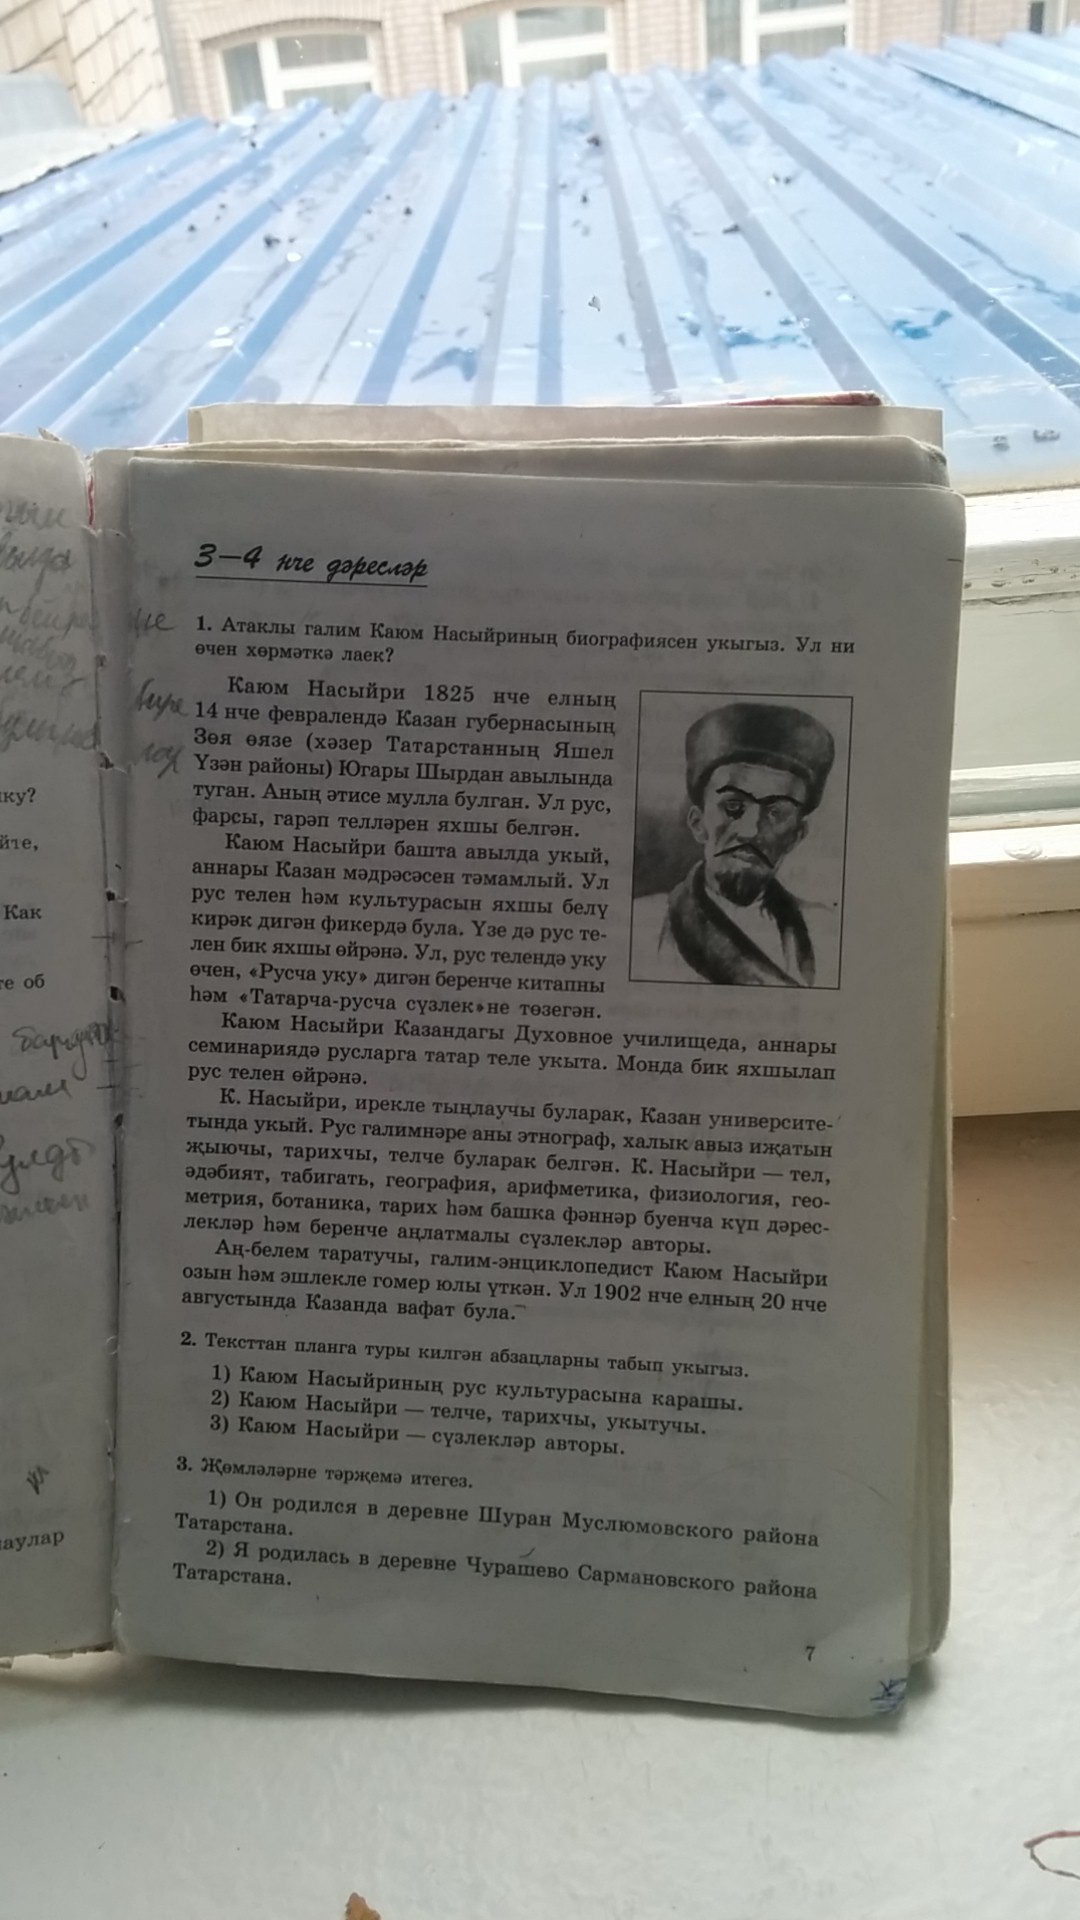 ку?
йте,
Как
те об
аулар
3—4 нче дәресләр
1. Атаклы галим Каюм Насыйриның биографиясен укыгыз. Ул ни
өчен хөрмәткә лаек?
Каюм Насыйри 1825 нче елның
14 нче февралендә Казан губернасының
Зөя өязе (хәзер Татарстанның Яшел
Үзән районы) Югары Шырдан авылында
туган. Аның әтисе мулла булган. Ул рус,
фарсы, гарәп телләрен яхшы белгән.
Каюм Насыйри башта авылда укый,
аннары Казан мәдрәсәсен тәмамлый. Ул
рус телен һәм культурасын яхшы белү
кирәк дигән фикердә була. Үзе дә рус те-
лен бик яхшы өйрәнә. Ул, рус телендә уку
өчен, «Русча уку» дигән беренче китапны
һәм «Татарча-русча сүзлек»не төзегән.
Каюм Насыйри Казандагы Духовное училищеда, аннары
семинариядә русларга татар теле укыта. Монда бик яхшылап
рус телен өйрәнә.
К. Насыйри, ирекле тыңлаучы буларак, Казан университе-
тында укый. Рус галимнәре аны этнограф, халык авыз иҗатын
җыючы, тарихчы, телче буларак белгән. К. Насыйри — тел,
әдәбият, табигать, география, арифметика, физиология, гео-
метрия, ботаника, тарих һәм башка фәннәр буенча күп дәрес-
лекләр һәм беренче аңлатмалы сүзлекләр авторы.
Аң-белем таратучы, галим-энциклопедист Каюм Насыйри
озын һәм эшлекле гомер юлы үткән. Ул 1902 нче елның 20 нче
августында Казанда вафат була.
2. Тексттан планга туры килгән абзацларны табып укыгыз.
1) Каюм Насыйриның рус культурасына карашы.
2) Каюм Насыйри — телче, тарихчы, укытучы.
3) Каюм Насыйри — сүзлекләр авторы.
3. Җөмләләрне тәрҗемә итегез.
1) Он родился в деревне Шуран Муслюмовского района
Татарстана.
2) Я родилась в деревне Чурашево Сармановского района
Татарстана.
7